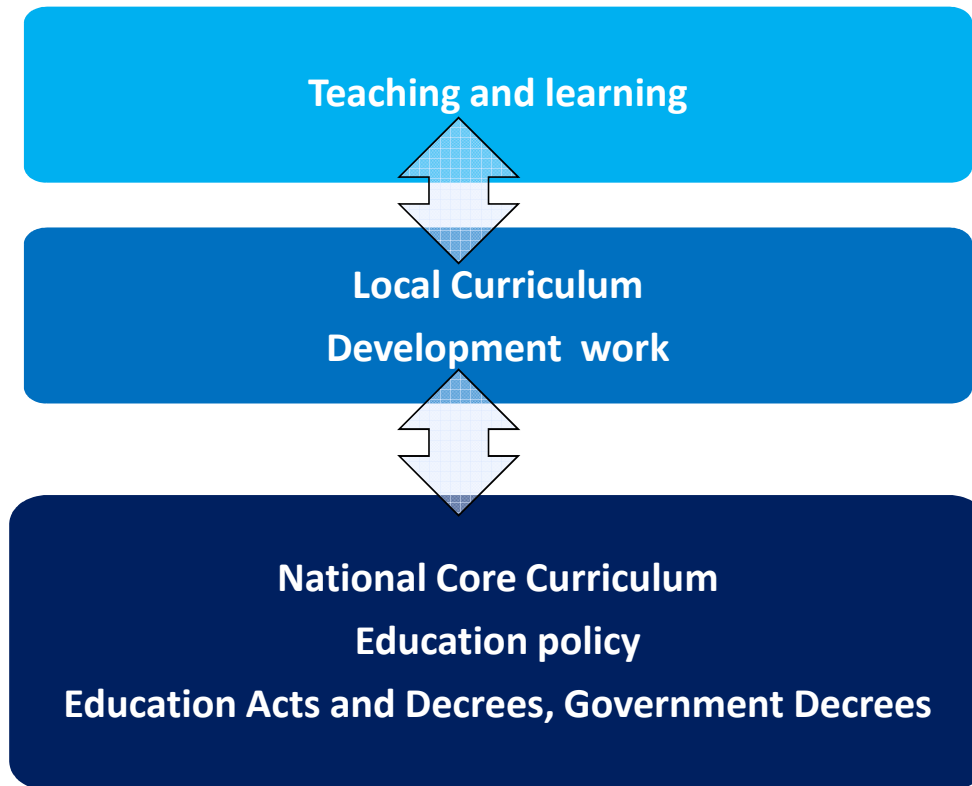 Teaching and learning
Local Curriculum
Development work
National Core Curriculum
Education policy
Education Acts and Decrees, Government Decrees